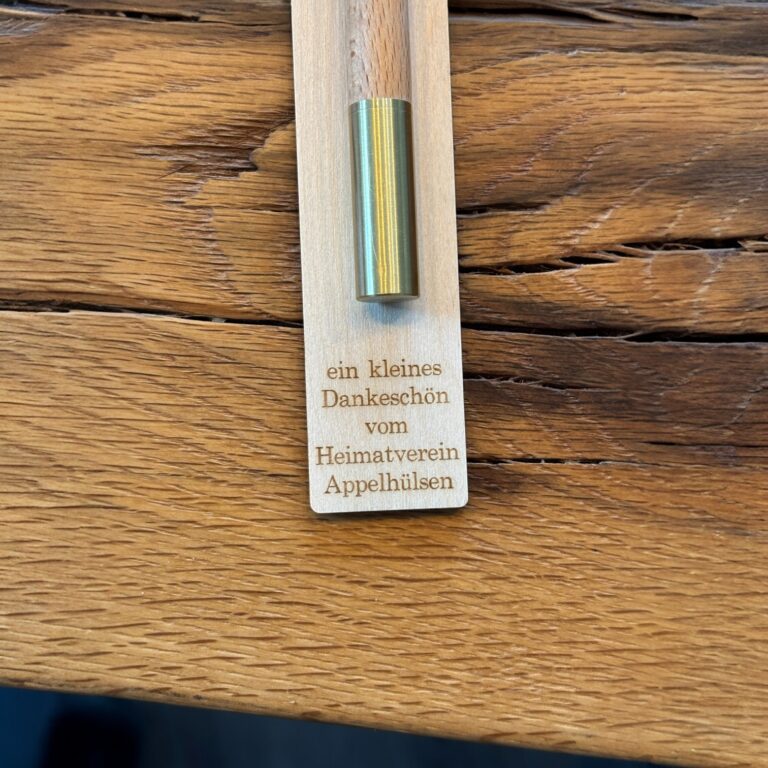 ein kleines
Dankeschön
vom
Heimatverein
Appelhülsen